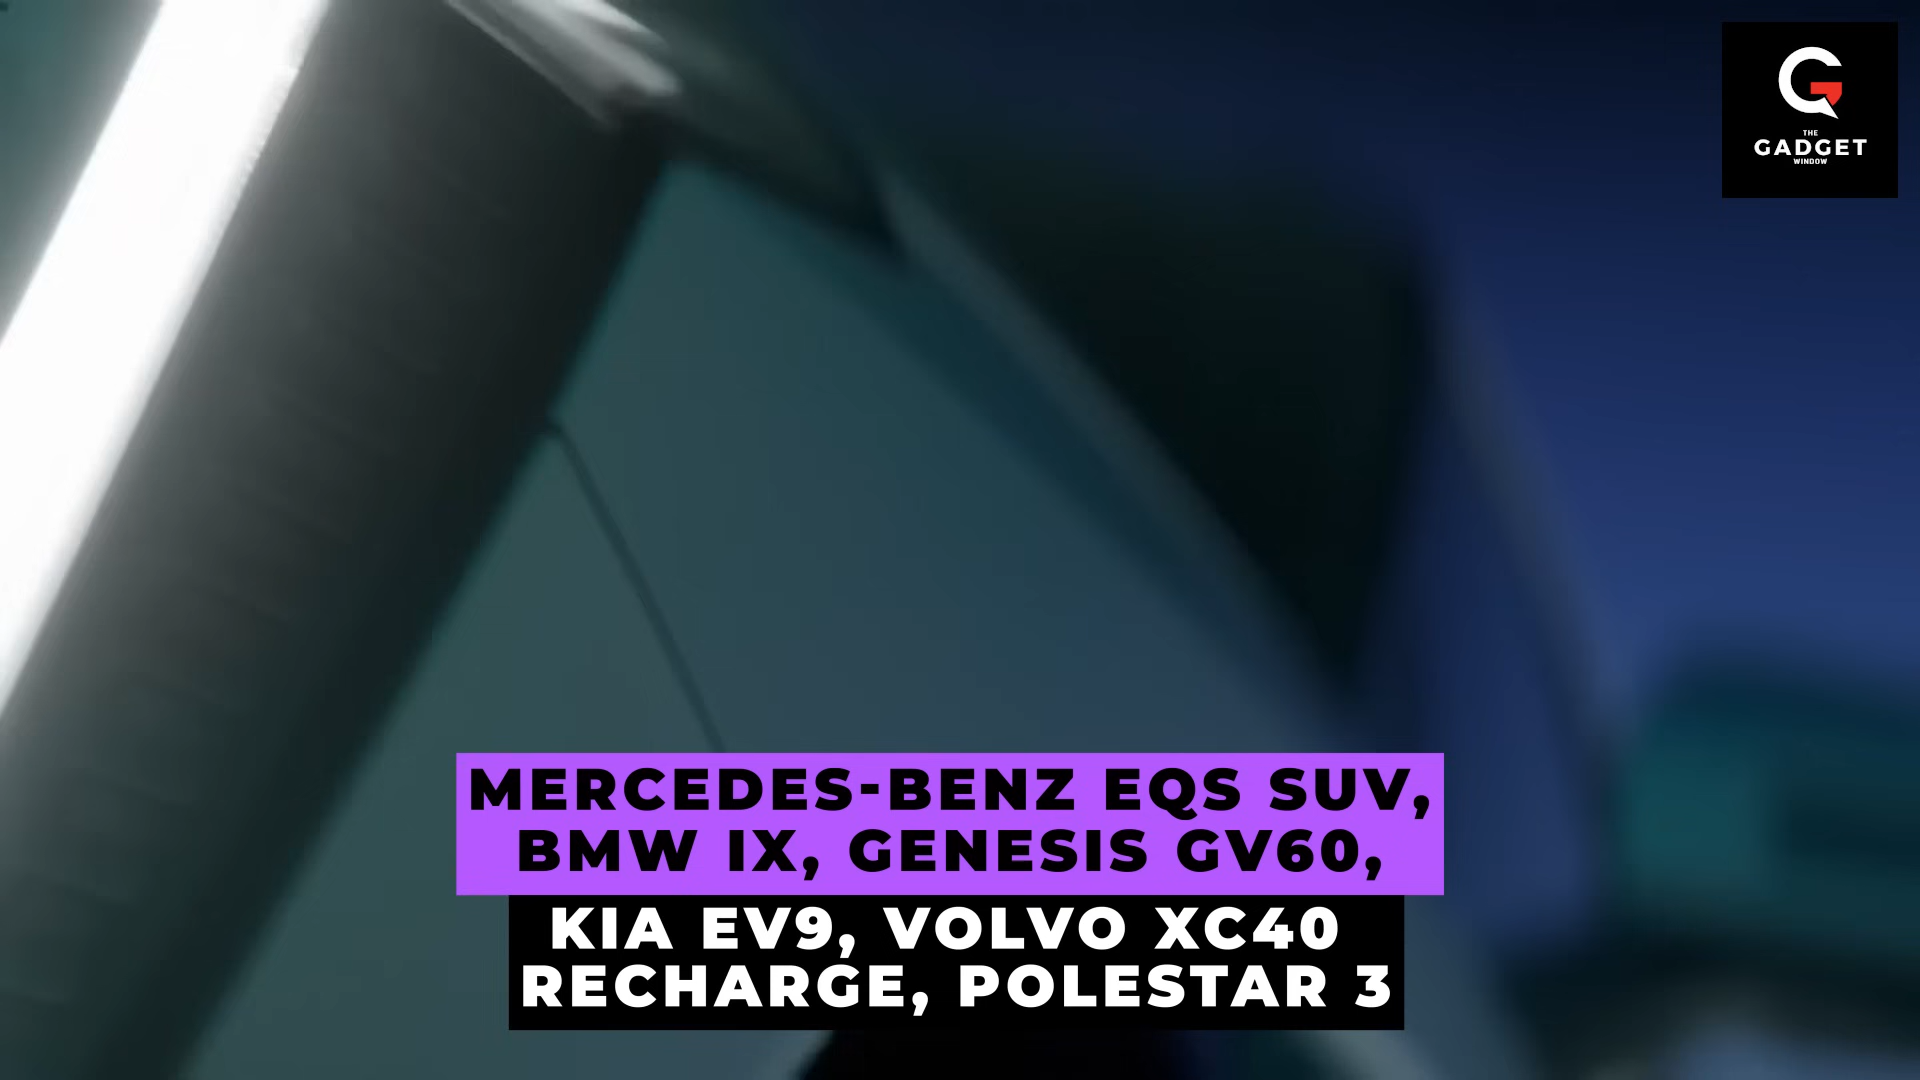 THE
GADGET
WINDOW
MERCEDES-BENZ EQS SUV,
BMW IX, GENESIS GV60,
KIA EV9, VOLVO XC40
RECHARGE, POLESTAR 3